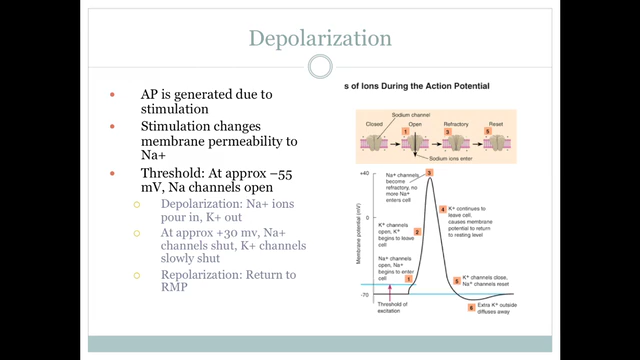 Depolarization
AP is generated due to
stimulation
Stimulation changes
membrane permeability to
Na+
Threshold: At approx –55
mV, Na channels open
Depolarization: Na+ ions
pour in, K+ out
At approx +30 mv, Na+
channels shut, K+ channels
slowly shut
Repolarization: Return to
RMP
s of Ions During the Action Potential
Sodium channel
Closed
Open
Refractory
Reset
1
3
5
Sodium ions enter
Membrane potential (mV)
+40
0
-70
Na+ channels
become
refractory, no
more Na+
enters cell
3
K+ channels
open, K+
begins to leave
cell
2
Na+ channels
open, Na+
begins to enter
cell
1
Threshold of
excitation
4
K+ continues to
leave cell,
causes membrane
potential to return
to resting level
5
K+ channels close,
Na+ channels reset
6
Extra K+ outside
diffuses away